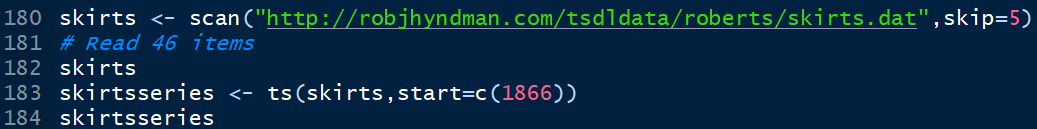 180 skirts <- scan("http://robjhyndman.com/tsdldata/roberts/skirts.dat",skip=5)
181 # Read 46 items
182 skirts
183 skirtsseries <- ts(skirts,start=c(1866))
184 skirtsseries